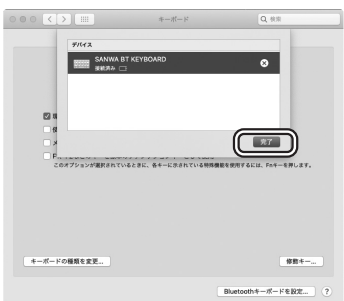 キーボード
検索
デバイス
SANWA BT KEYBOARD
接続済み
完了
このオプションが選択されているときに、各キーに示されている特殊機能を使用するには、Fnキーを押します。
キーボードの種類を変更...
修飾キー...
Bluetoothキーボードを設定...
?